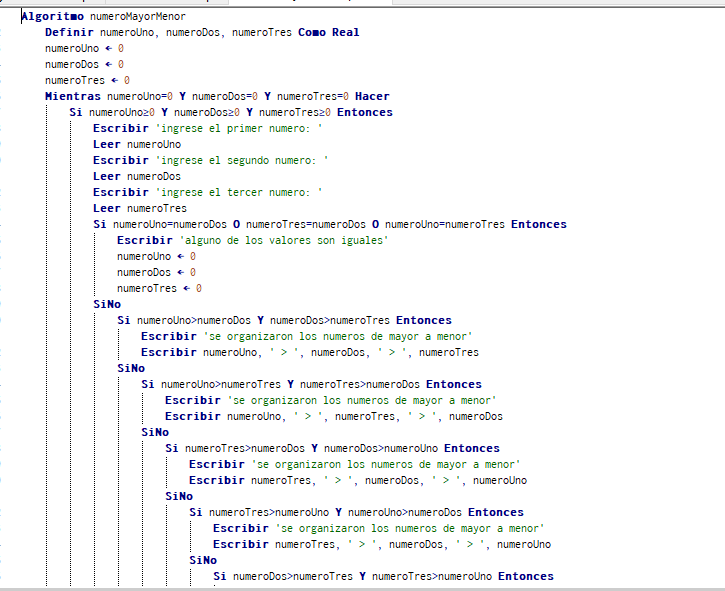 Algoritmo numeroMayorMenor
Definir numeroUno, numeroDos, numeroTres Como Real
numeroUno ← 0
numeroDos ← 0
numeroTres ← 0
Mientras numeroUno=0 Y numeroDos=0 Y numeroTres=0 Hacer
Si numeroUno≥0 Y numeroDos≥0 Y numeroTres≥0 Entonces
Escribir 'ingrese el primer numero: '
Leer numeroUno
Escribir 'ingrese el segundo numero: '
Leer numeroDos
Escribir 'ingrese el tercer numero: '
Leer numeroTres
Si numeroUno=numeroDos O numeroTres=numeroDos O numeroUno=numeroTres Entonces
Escribir 'alguno de los valores son iguales'
numeroUno ← 0
numeroDos ← 0
numeroTres ← 0
SiNo
Si numeroUno>numeroDos Y numeroDos>numeroTres Entonces
Escribir 'se organizaron los numeros de mayor a menor'
Escribir numeroUno, ' > ', numeroDos, ' > ', numeroTres
SiNo
Si numeroUno>numeroTres Y numeroTres>numeroDos Entonces
Escribir 'se organizaron los numeros de mayor a menor'
Escribir numeroUno, ' > ', numeroTres, ' > ', numeroDos
SiNo
Si numeroTres>numeroDos Y numeroDos>numeroUno Entonces
Escribir 'se organizaron los numeros de mayor a menor'
Escribir numeroTres, ' > ', numeroDos, ' > ', numeroUno
SiNo
Si numeroTres>numeroUno Y numeroUno>numeroDos Entonces
Escribir 'se organizaron los numeros de mayor a menor'
Escribir numeroTres, ' > ', numeroDos, ' > ', numeroUno
SiNo
Si numeroDos>numeroTres Y numeroTres>numeroUno Entonces